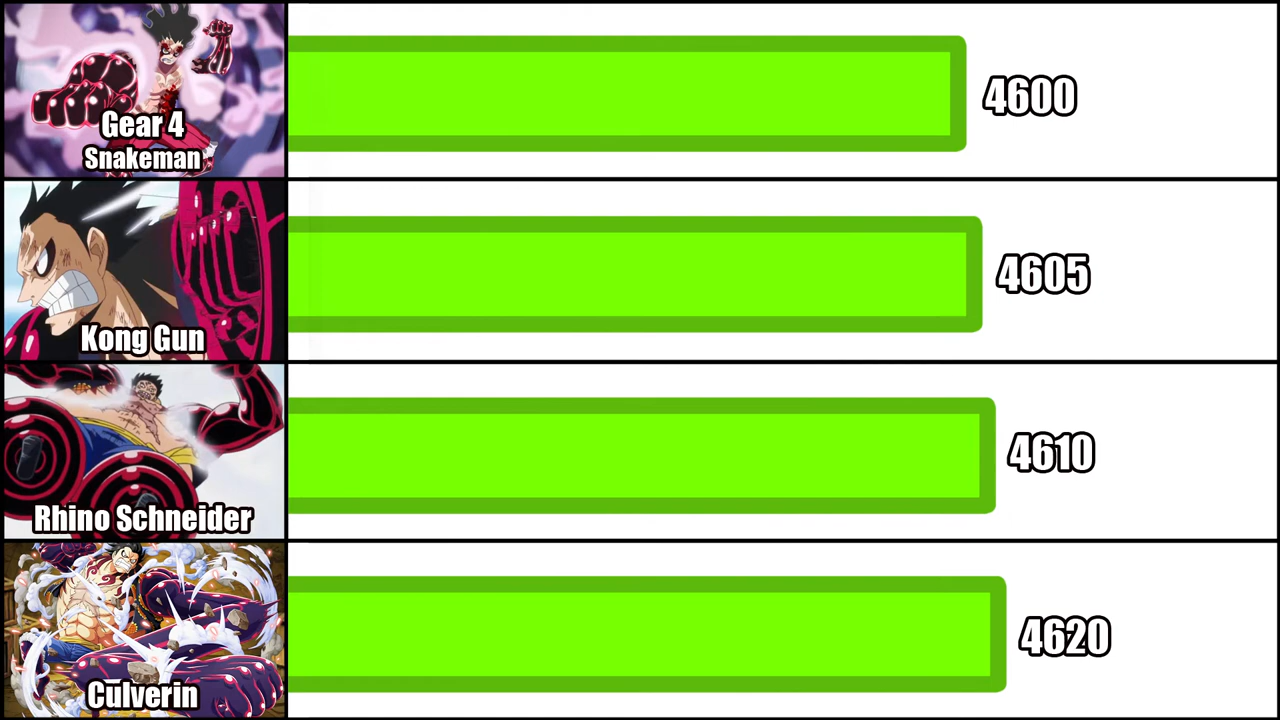 Gear 4
Snakeman
4600
Kong Gun
4605
Rhino Schneider
4610
Culverin
4620